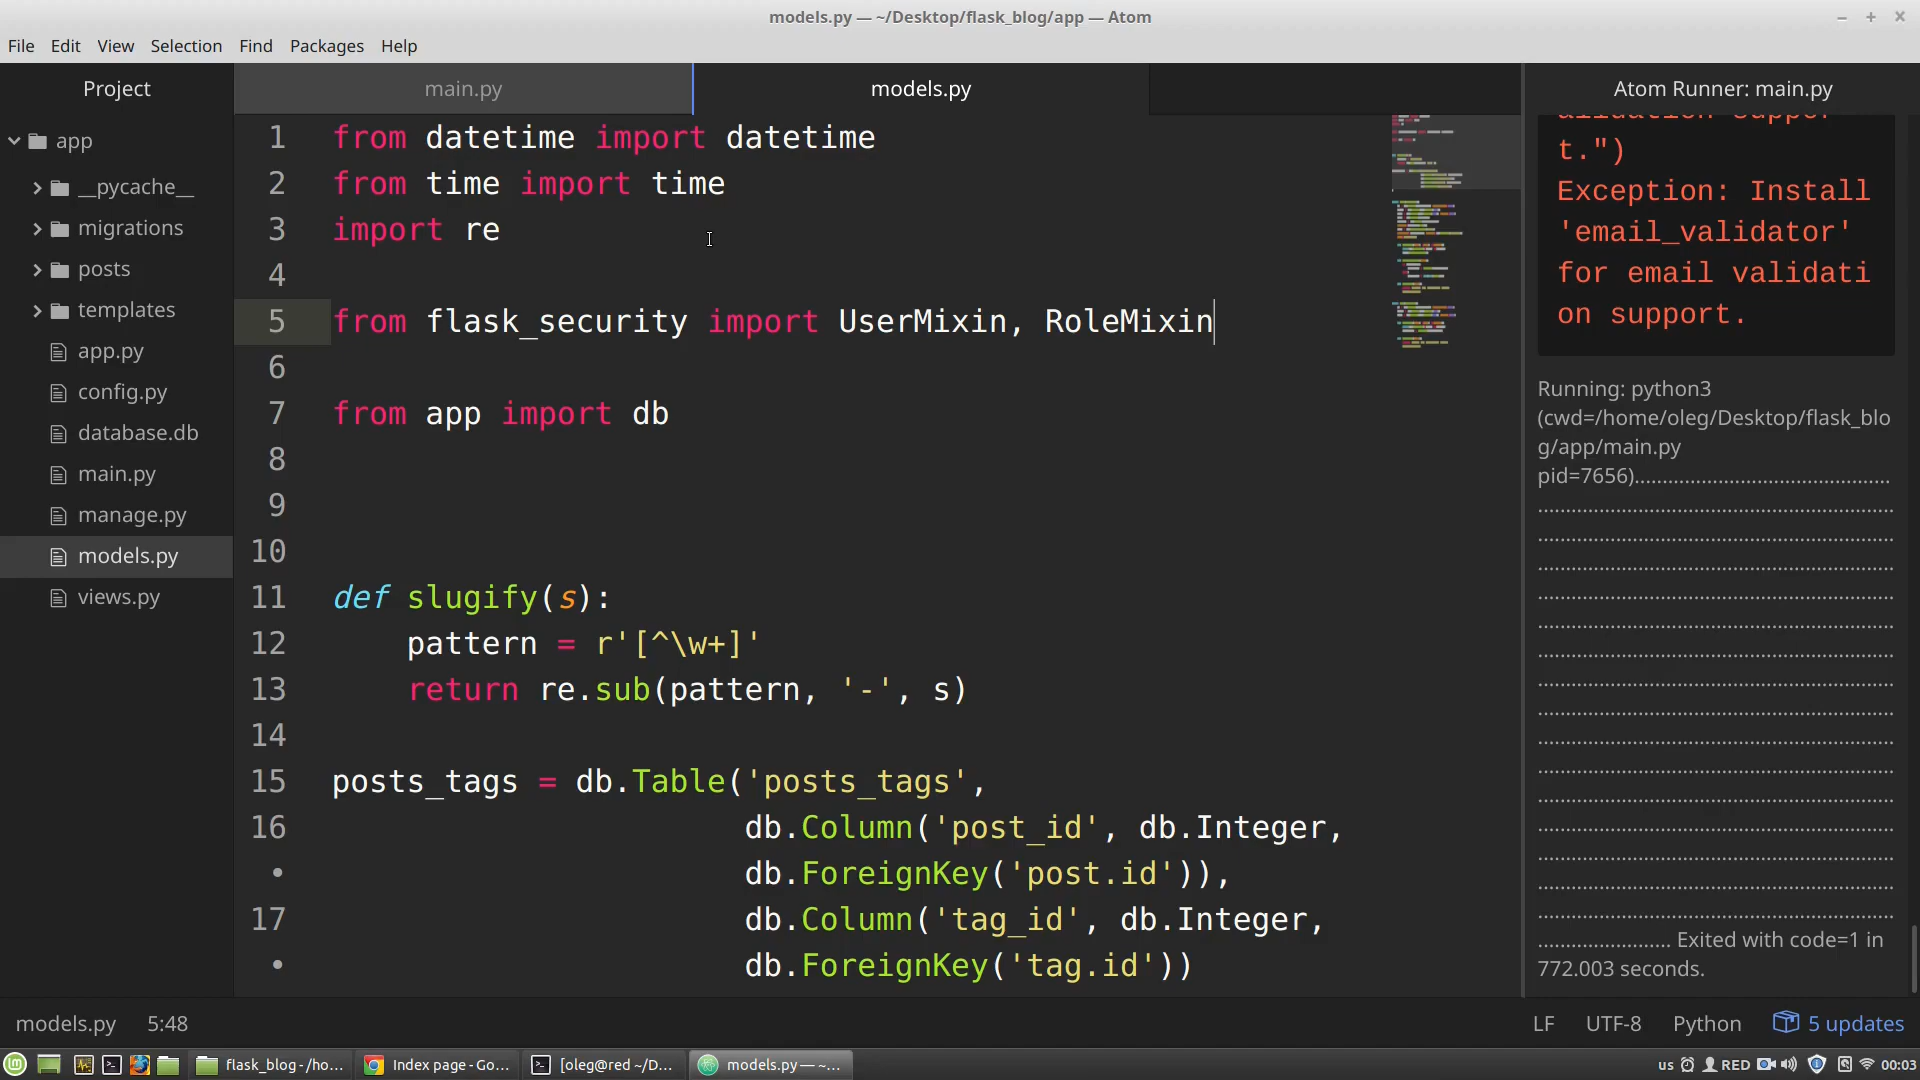 models.py — ~/Desktop/flask_blog/app — Atom
File Edit View Selection Find Packages Help
Project
app
__pycache__
migrations
posts
templates
app.py
config.py
database.db
main.py
manage.py
models.py
views.py
main.py
models.py
1 from datetime import datetime
2 from time import time
3 import re
4
5 from flask_security import UserMixin, RoleMixin
6
7 from app import db
8
9
10
11 def slugify(s):
12 pattern = r'[^\w+]'
13 return re.sub(pattern, '-', s)
14
15 posts_tags = db.Table('posts_tags',
16 db.Column('post_id', db.Integer,
• db.ForeignKey('post.id')),
17 db.Column('tag_id', db.Integer,
• db.ForeignKey('tag.id'))
Atom Runner: main.py
alidation suppor
t.")
Exception: Install
'email_validator'
for email validati
on support.
Running: python3
(cwd=/home/oleg/Desktop/flask_blo
g/app/main.py
pid=7656)
Exited with code=1 in
772.003 seconds.
models.py 5:48
LF UTF-8 Python 5 updates
flask_blog - /ho...
Index page - Go...
[oleg@red ~/D...
models.py — ~...
us RED 00:03